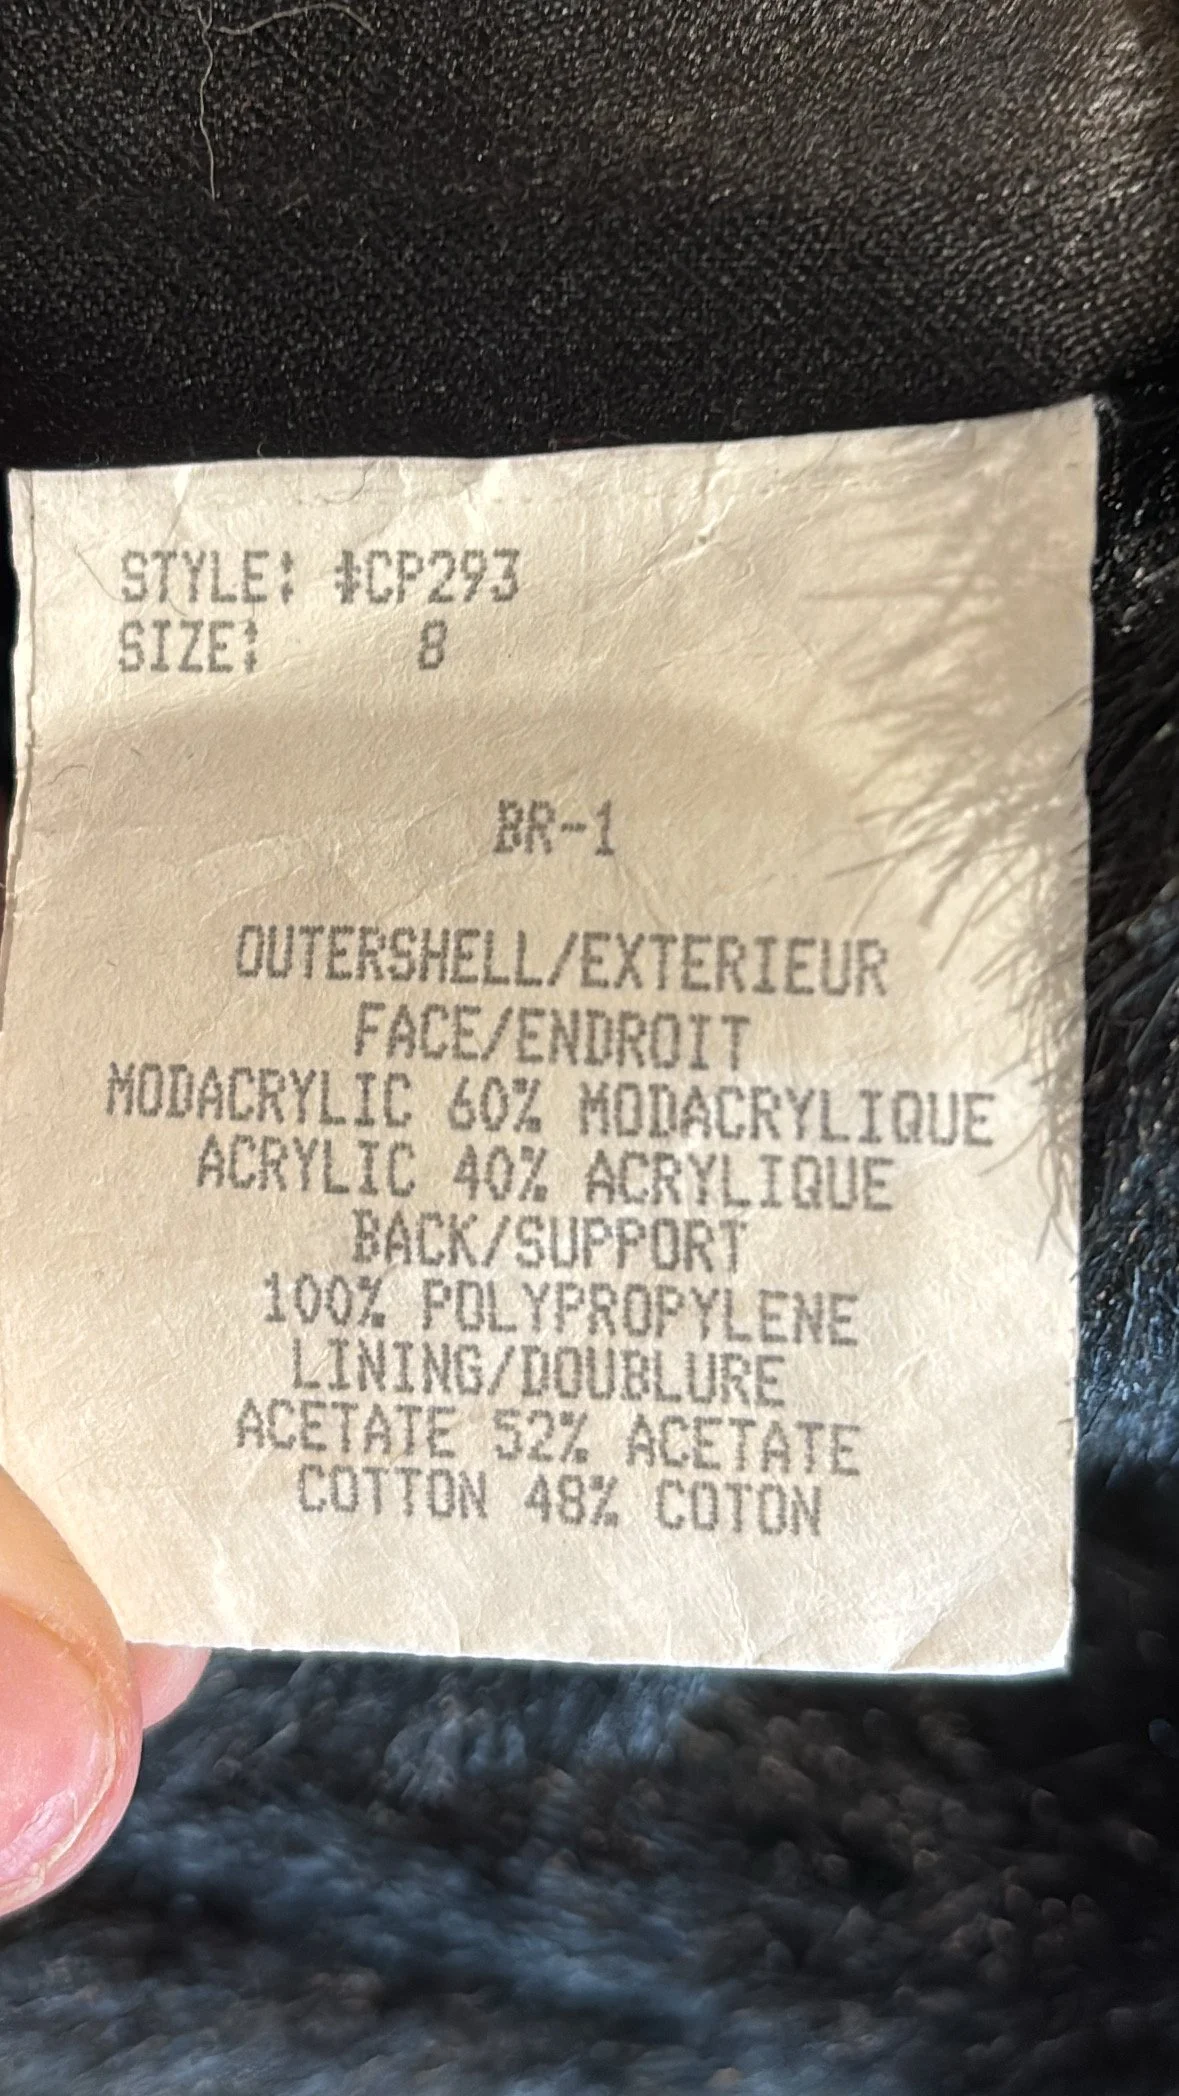 STYLE: #CP293
SIZE: 8
BR-1
OUTERSHELL/EXTERIEUR
FACE/ENDROIT
MODACRYLIC 60% MODACRYLIQUE
ACRYLIC 40% ACRYLIQUE
BACK/SUPPORT
100% POLYPROPYLENE
LINING/DOUBLURE
ACETATE 52% ACETATE
COTTON 48% COTON